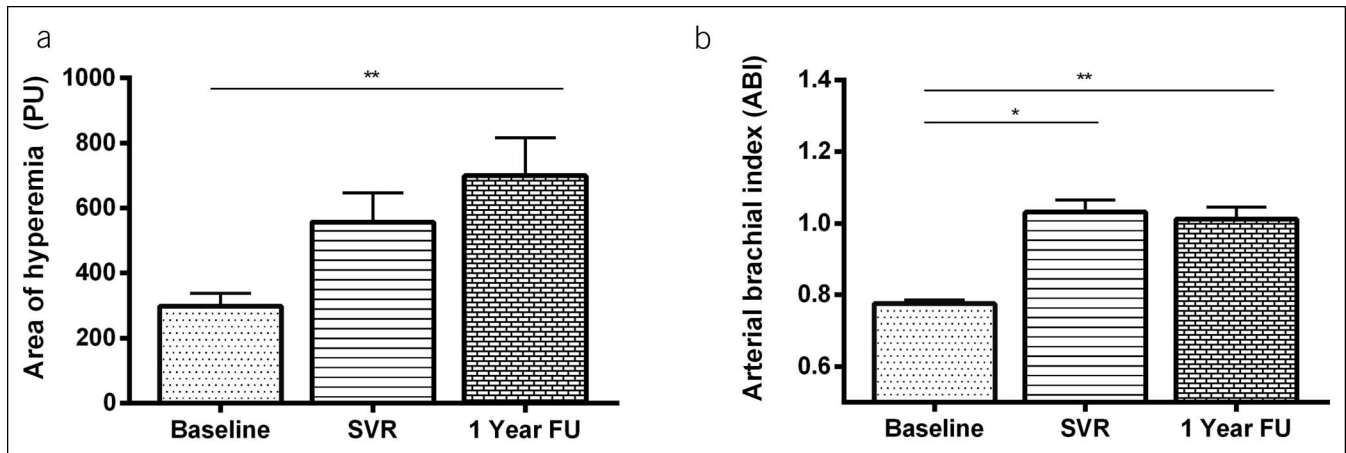 a
Area of hyperemia (PU)
1000
800
600
400
200
0
**
Baseline
SVR
1 Year FU
b
Arterial brachial index (ABI)
1.4
1.2
1.0
0.8
0.6
**
*
Baseline
SVR
1 Year FU